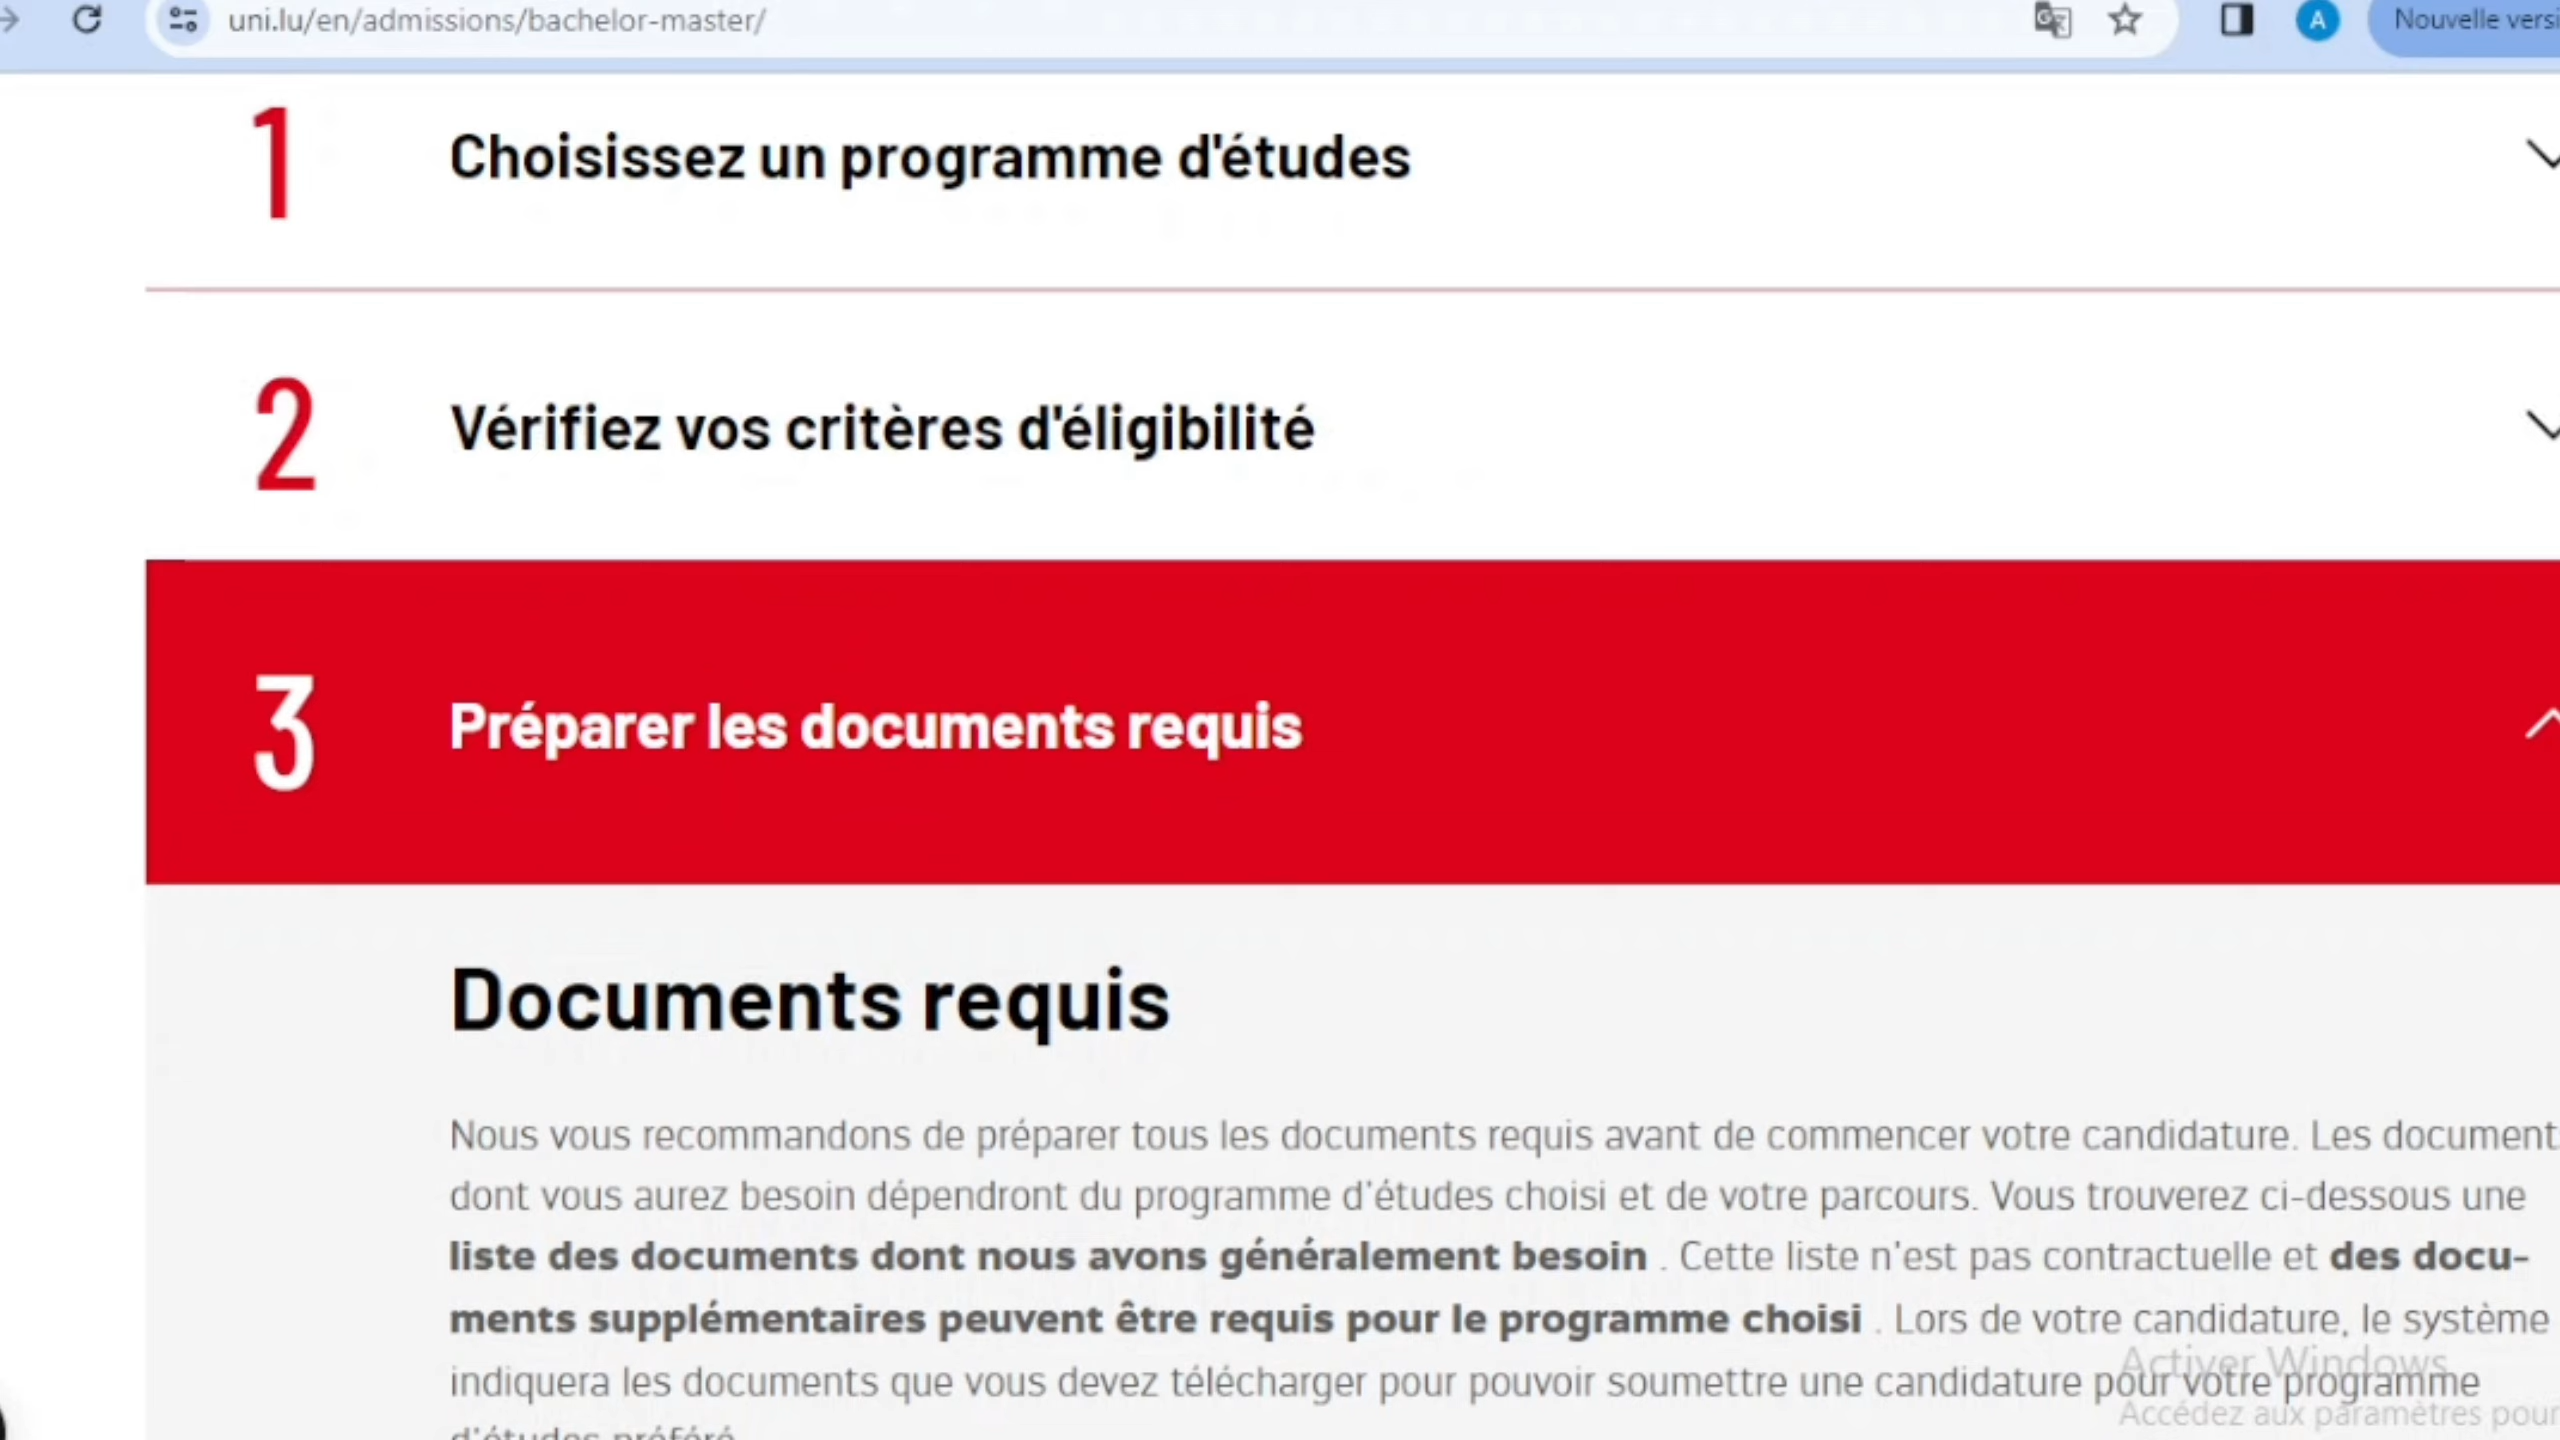 uni.lu/en/admissions/bachelor-master/
A
Nouvelle versi
1
Choisissez un programme d'études
2
Vérifiez vos critères d'éligibilité
3
Préparer les documents requis
Documents requis
Nous vous recommandons de préparer tous les documents requis avant de commencer votre candidature. Les document
dont vous aurez besoin dépendront du programme d'études choisi et de votre parcours. Vous trouverez ci-dessous une
liste des documents dont nous avons généralement besoin . Cette liste n'est pas contractuelle et des docu-
ments supplémentaires peuvent être requis pour le programme choisi . Lors de votre candidature, le système
indiquera les documents que vous devez télécharger pour pouvoir soumettre une candidature pour votre programme
d'études préféré
Activer Windows
Accédez aux paramètres pour